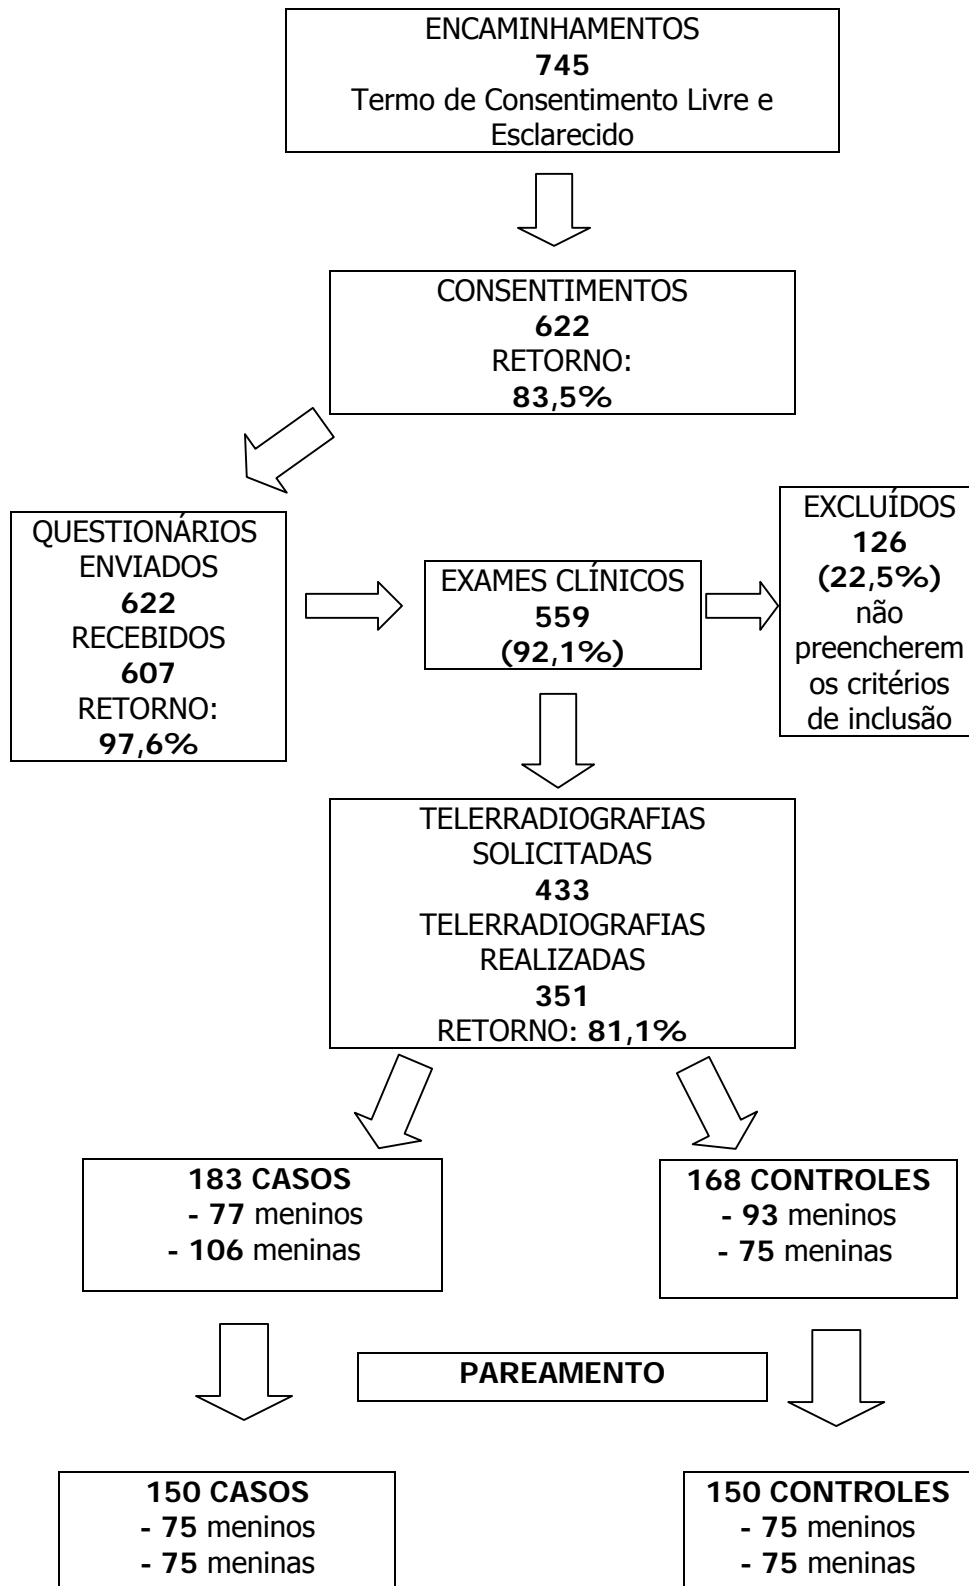 ENCAMINHAMENTOS
745
Termo de Consentimento Livre e
Esclarecido
CONSENTIMENTOS
622
RETORNO:
83,5%
QUESTIONÁRIOS
ENVIADOS
622
RECEBIDOS
607
RETORNO:
97,6%
EXAMES CLÍNICOS
559
(92,1%)
EXCLUÍDOS
126
(22,5%)
não
preencherem
os critérios
de inclusão
TELERRADIOGRAFIAS
SOLICITADAS
433
TELERRADIOGRAFIAS
REALIZADAS
351
RETORNO: 81,1%
183 CASOS
- 77 meninos
- 106 meninas
168 CONTROLES
- 93 meninos
- 75 meninas
PAREAMENTO
150 CASOS
- 75 meninos
- 75 meninas
150 CONTROLES
- 75 meninos
- 75 meninas